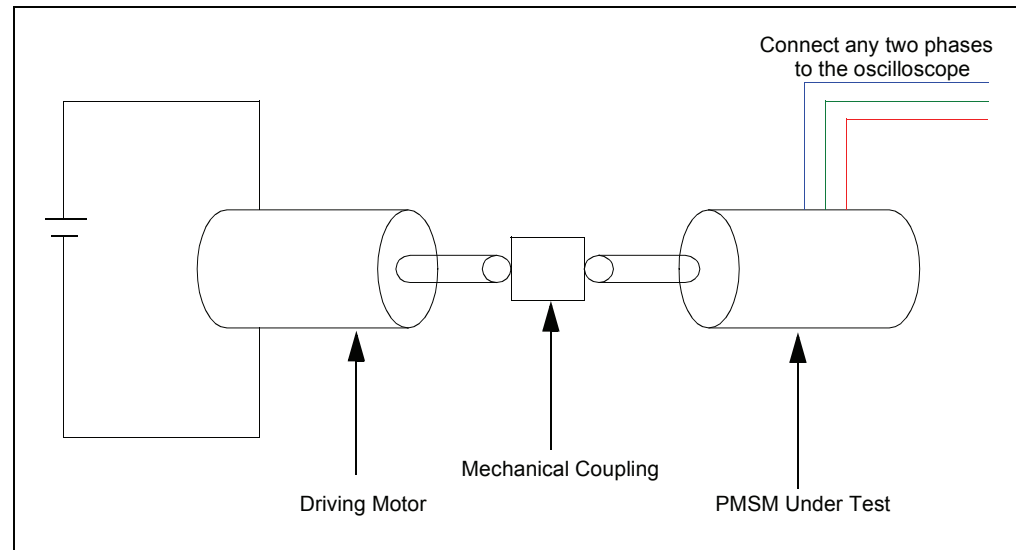 Connect any two phases
to the oscilloscope
Mechanical Coupling
Driving Motor
PMSM Under Test